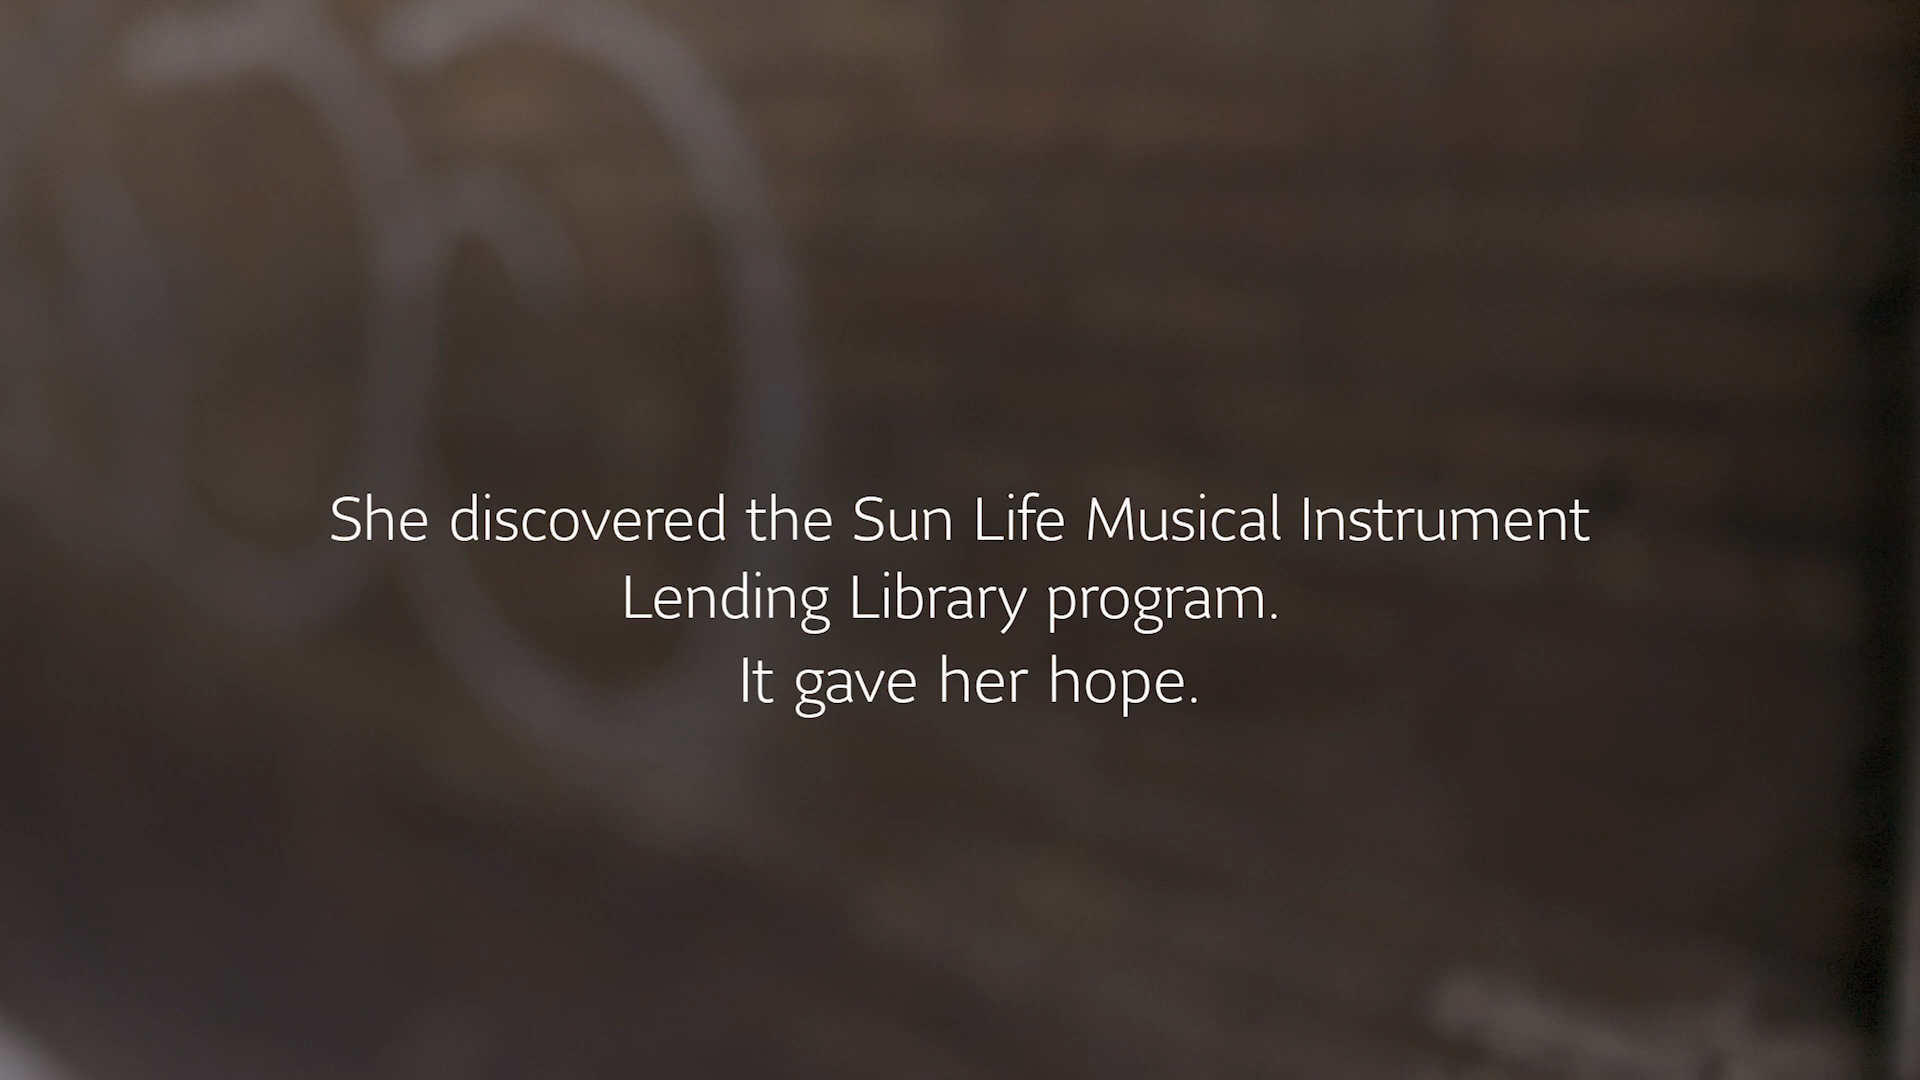 She discovered the Sun Life Musical Instrument
Lending Library program.
It gave her hope.